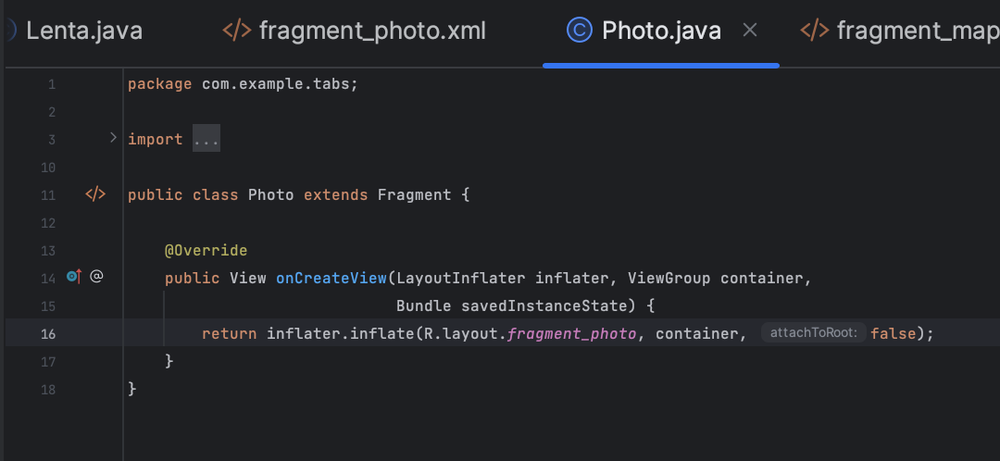 Lenta.java </> fragment_photo.xml C Photo.java × </> fragment_map
1 package com.example.tabs;
2
3 > import ...
10
11 </> public class Photo extends Fragment {
12
13 @Override
14 @ public View onCreateView(LayoutInflater inflater, ViewGroup container,
15 Bundle savedInstanceState) {
16 return inflater.inflate(R.layout.fragment_photo, container, attachToRoot: false);
17 }
18 }